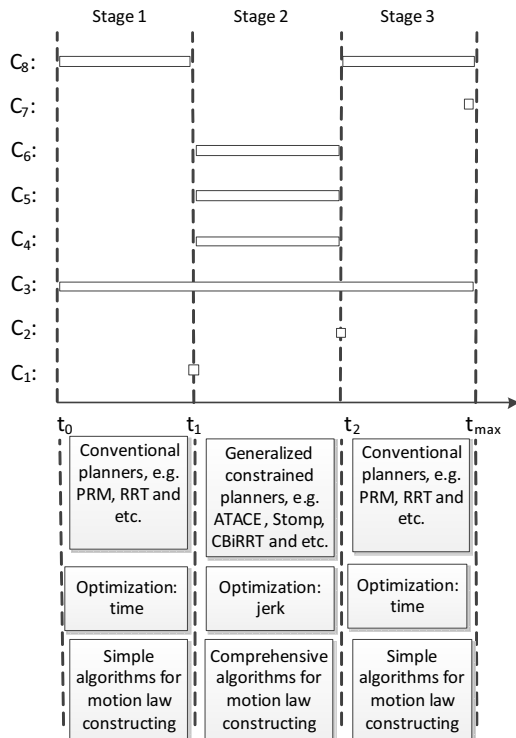 Stage 1 Stage 2 Stage 3
C8:
C7:
C6:
C5:
C4:
C3:
C2:
C1:
t0 t1 t2 tmax
Conventional
planners, e.g.
PRM, RRT and
etc.
Generalized
constrained
planners, e.g.
ATACE, Stomp,
CBiRRT and etc.
Conventional
planners, e.g.
PRM, RRT and
etc.
Optimization:
time
Optimization:
jerk
Optimization:
time
Simple
algorithms for
motion law
constructing
Comprehensive
algorithms for
motion law
constructing
Simple
algorithms for
motion law
constructing